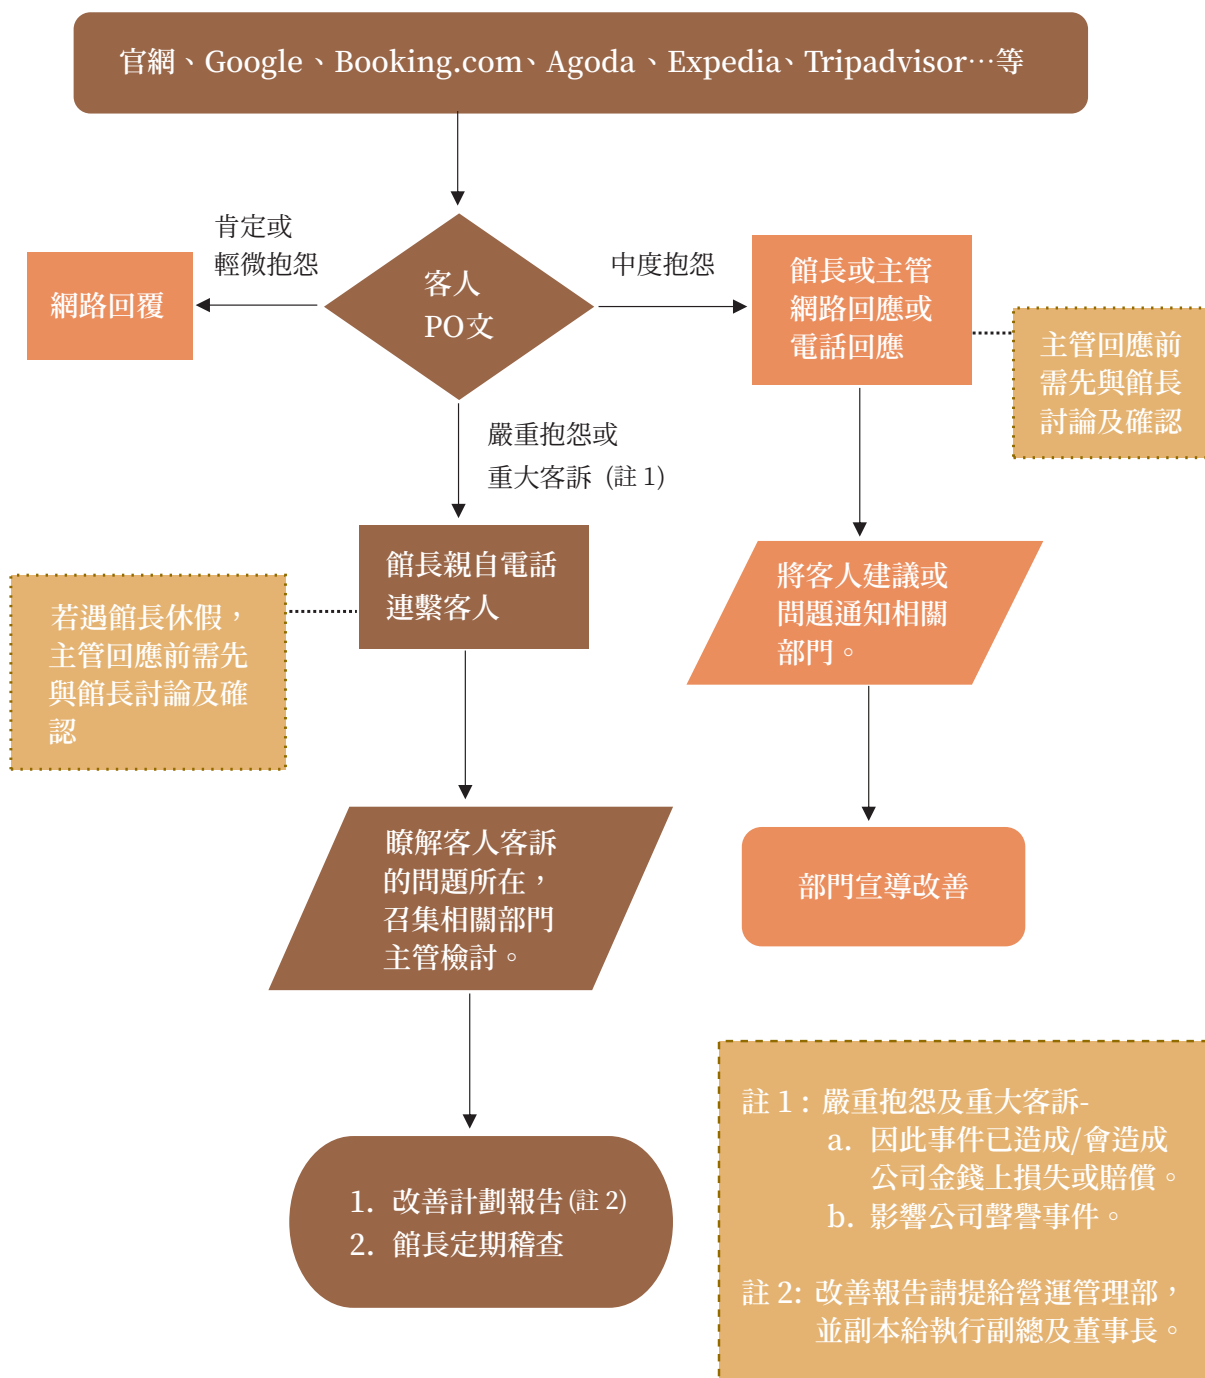 官網、Google、Booking.com、Agoda、Expedia、Tripadvisor…等
肯定或
輕微抱怨
網路回覆
客人
PO文
中度抱怨
館長或主管
網路回應或
電話回應
主管回應前
需先與館長
討論及確認
嚴重抱怨或
重大客訴 (註 1)
館長親自電話
連繫客人
若遇館長休假，
主管回應前需先
與館長討論及確
認
將客人建議或
問題通知相關
部門。
瞭解客人客訴
的問題所在，
召集相關部門
主管檢討。
部門宣導改善
1. 改善計劃報告(註 2)
2. 館長定期稽查
註 1 : 嚴重抱怨及重大客訴-
a. 因此事件已造成/會造成
公司金錢上損失或賠償。
b. 影響公司聲譽事件。
註 2: 改善報告請提給營運管理部，
並副本給執行副總及董事長。